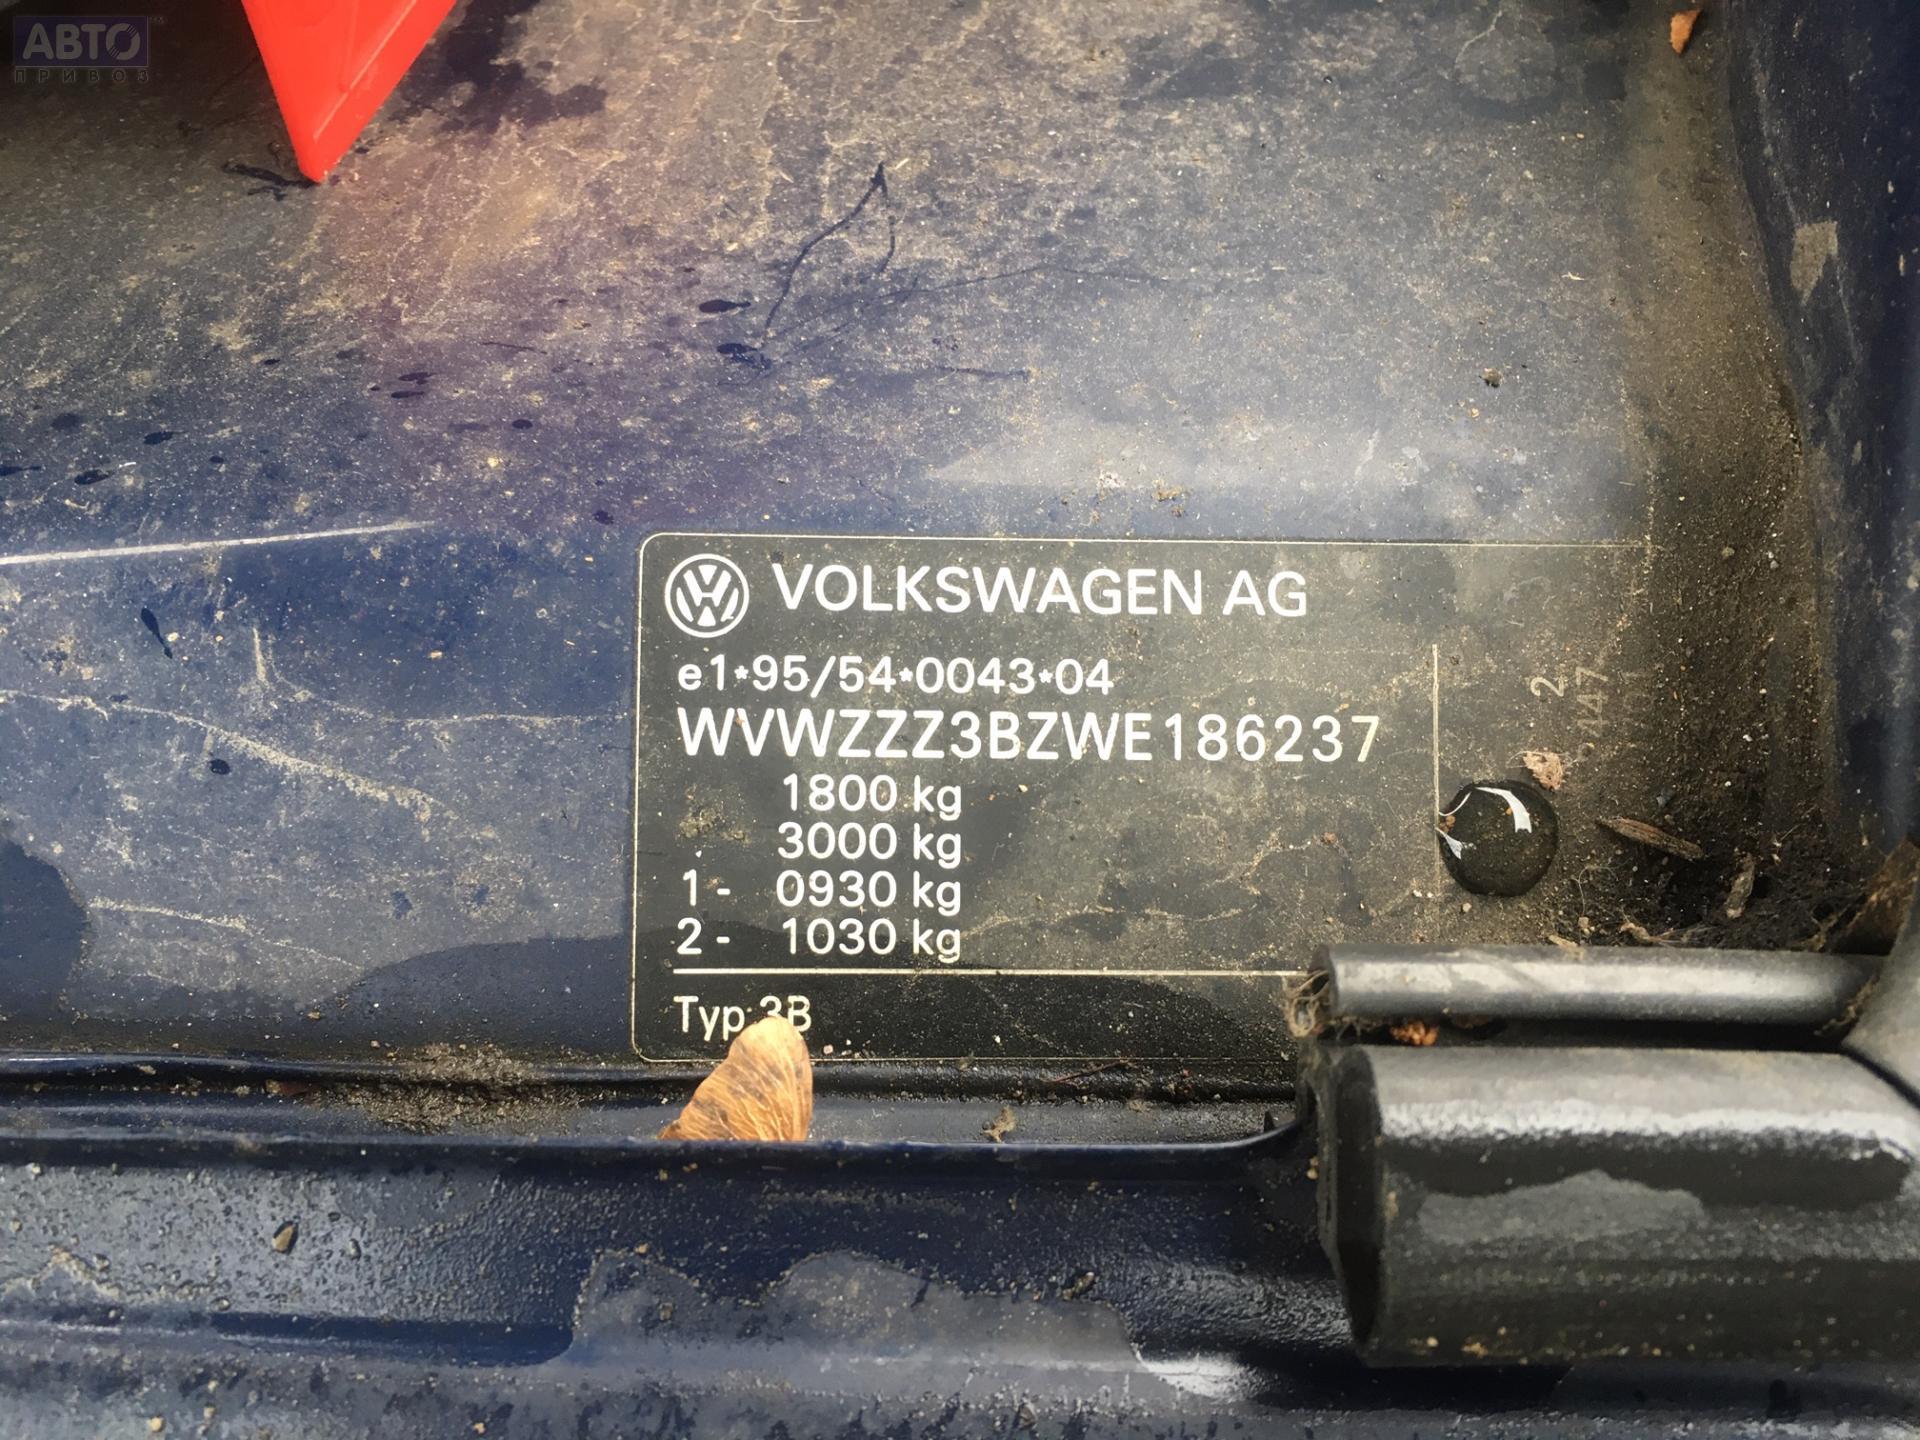 АВТО
ПРИВОЗ
VOLKSWAGEN AG
e1*95/54*0043*04
WVWZZZ3BZWE186237
1800 kg
3000 kg
1- 0930 kg
2- 1030 kg
Typ: 3B
2